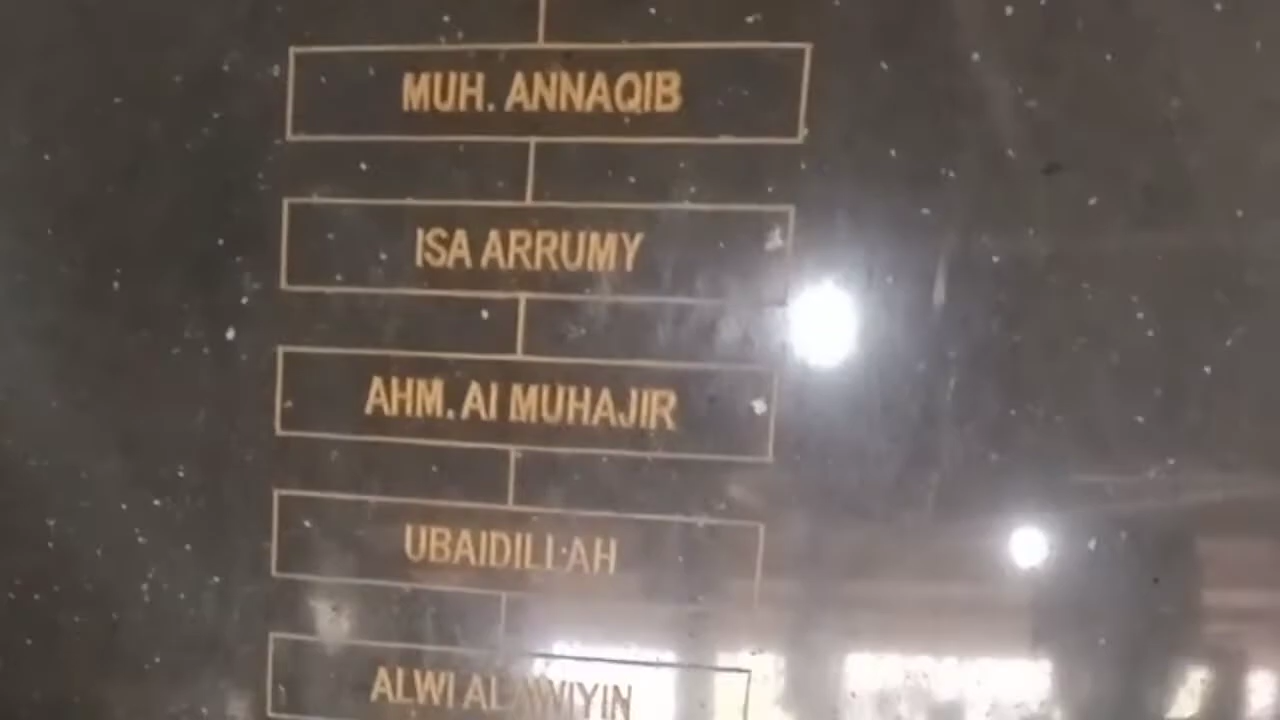 MUH. ANNAQIB
ISA ARRUMY
AHM. Al MUHAJIR
UBAIDILLAH
ALWI ALAWIYIN